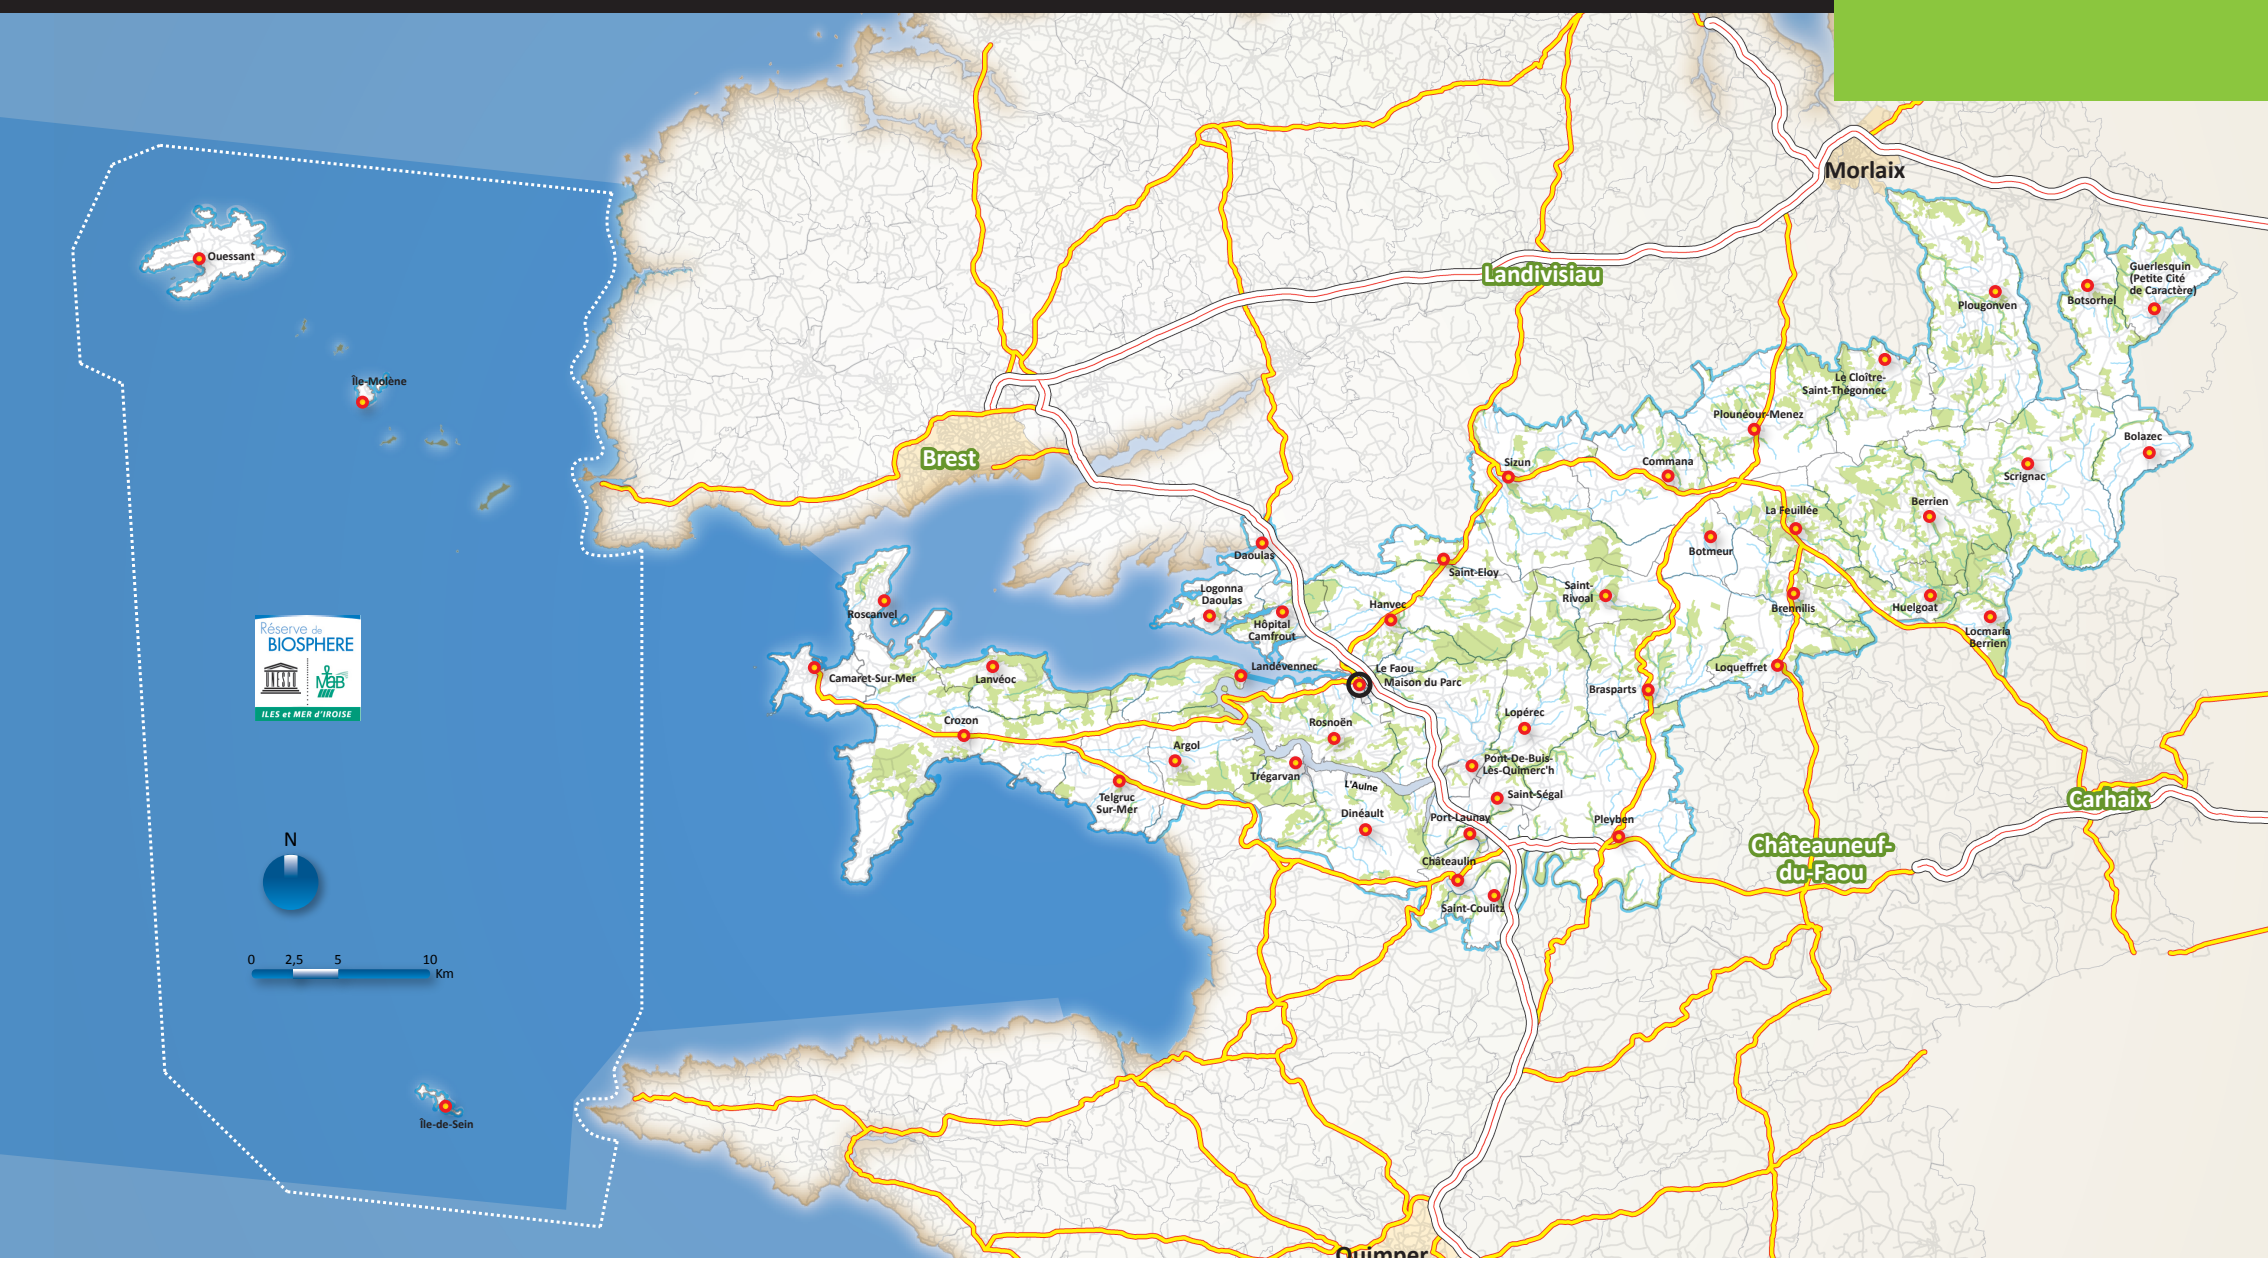 Morlaix
Ouessant
Landivisiau
Guerlesquin
(Petite Cité
de Caractère)
Botsorhel
Plougonven
Île-Molène
Le Cloître-
Saint-Thégonnec
Plounéour-Menez
Bolazec
Brest
Sizun
Commana
Scrignac
Berrien
La Feuillée
Botmeur
Daoulas
Saint-Eloy
Logonna
Daoulas
Saint-
Rivoal
Hanvec
Brennilis
Huelgoat
Roscanvel
Hôpital
Camfrout
Locmaria
Berrien
Réserve de
BIOSPHERE
UNESCO
MaB
ILES et MER d'IROISE
Landévennec
Le Faou
Maison du Parc
Loqueffret
Camaret-Sur-Mer
Lanvéoc
Brasparts
Crozon
Rosnoën
Lopérec
Argol
Pont-De-Buis-
Lès-Quimerc'h
Trégarvan
L'Aulne
Saint-Ségal
Telgruc
Sur-Mer
Carhaix
Dinéault
Port-Launay
Pleyben
N
Châteauneuf-
du-Faou
Châteaulin
Saint-Coulitz
0 2,5 5 10
Km
Île-de-Sein
Quimper